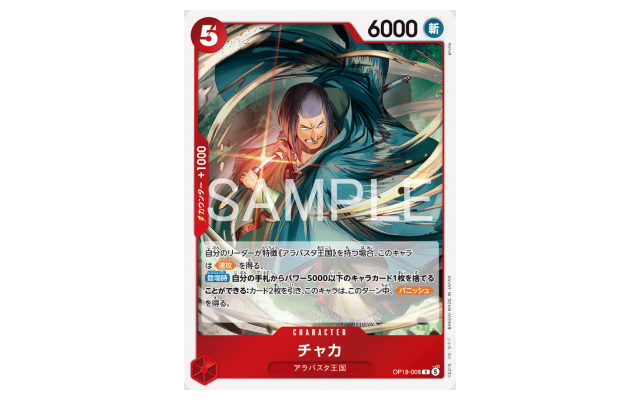 5
6000
斬
カウンター +1000
SAMPLE
自分のリーダーが特徴《アラバスタ王国》を持つ場合、このキャラ
は 速攻 を得る。
登場時 自分の手札からパワー5000以下のキャラカード1枚を捨てる
ことができる:カード2枚を引き、このキャラは、このターン中、 バニッシュ
を得る。
CHARACTER
チャカ
アラバスタ王国
OP18-008 R